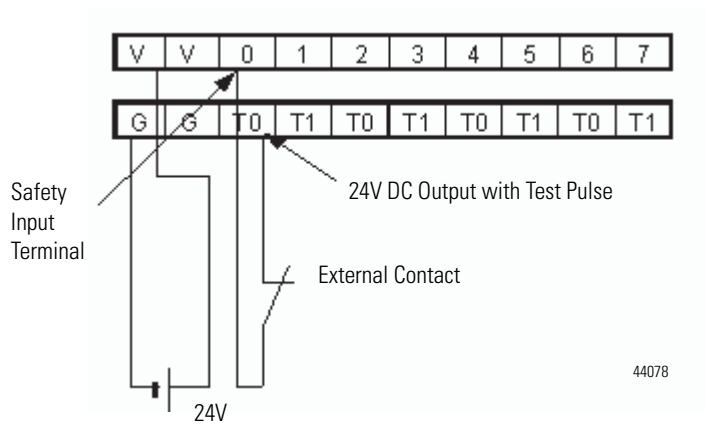 V V 0 1 2 3 4 5 6 7
G G T0 T1 T0 T1 T0 T1 T0 T1
24V DC Output with Test Pulse
Safety
Input
Terminal
External Contact
44078
24V